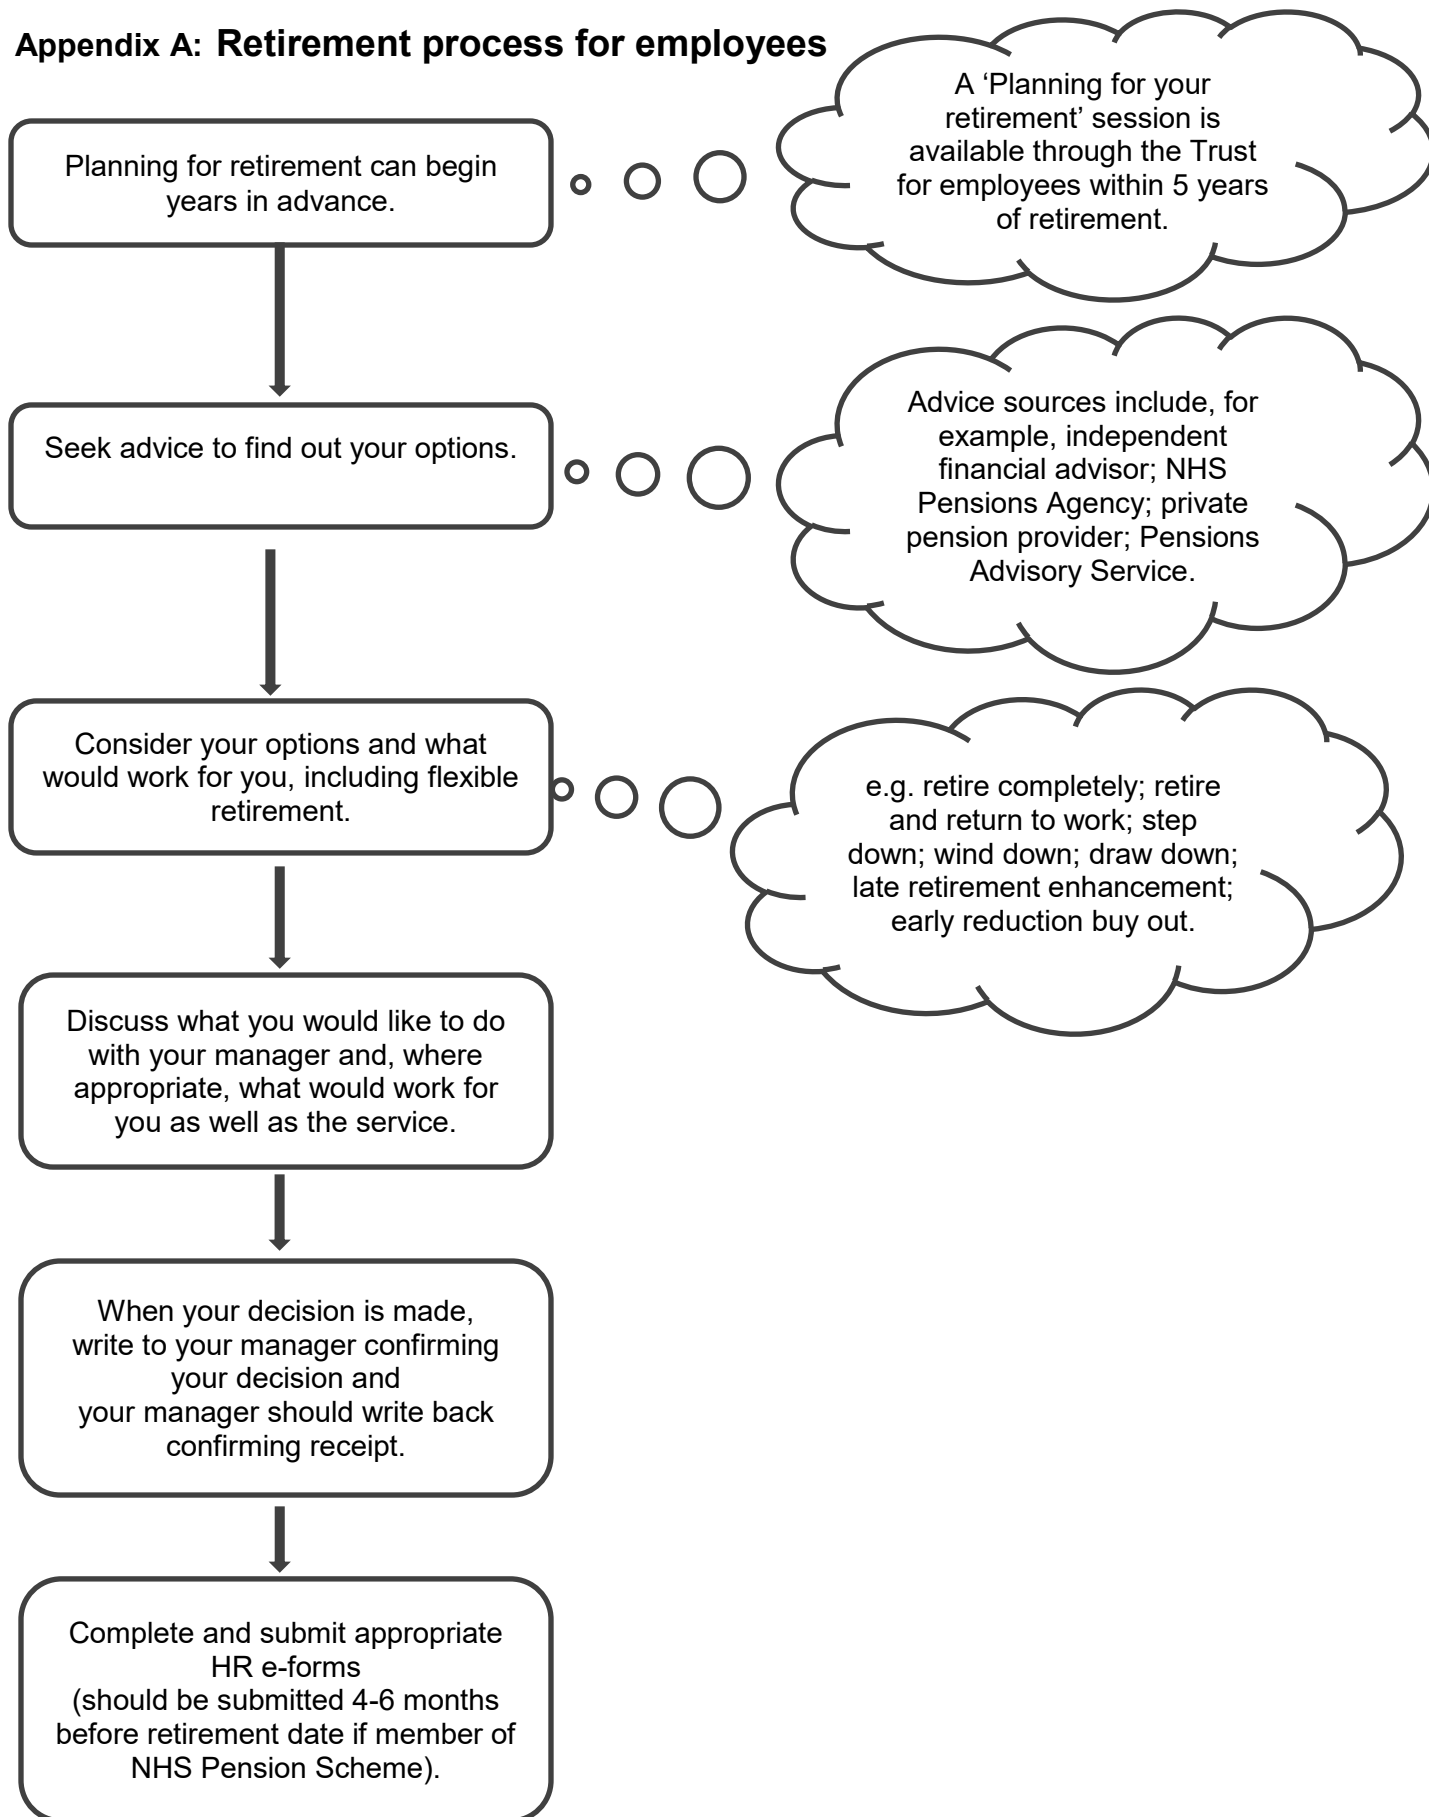 Appendix A: Retirement process for employees
A ‘Planning for your
retirement’ session is
available through the Trust
for employees within 5 years
of retirement.
Planning for retirement can begin
years in advance.
Seek advice to find out your options.
Advice sources include, for
example, independent
financial advisor; NHS
Pensions Agency; private
pension provider; Pensions
Advisory Service.
Consider your options and what
would work for you, including flexible
retirement.
e.g. retire completely; retire
and return to work; step
down; wind down; draw down;
late retirement enhancement;
early reduction buy out.
Discuss what you would like to do
with your manager and, where
appropriate, what would work for
you as well as the service.
When your decision is made,
write to your manager confirming
your decision and
your manager should write back
confirming receipt.
Complete and submit appropriate
HR e-forms
(should be submitted 4-6 months
before retirement date if member of
NHS Pension Scheme).